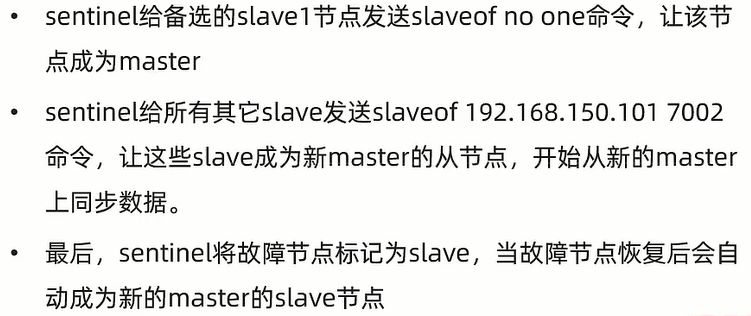 • sentinel给备选的slave1节点发送slaveof no one命令，让该节
点成为master
• sentinel给所有其它slave发送slaveof 192.168.150.101 7002
命令，让这些slave成为新master的从节点，开始从新的master
上同步数据。
• 最后，sentinel将故障节点标记为slave，当故障节点恢复后会自
动成为新的master的slave节点